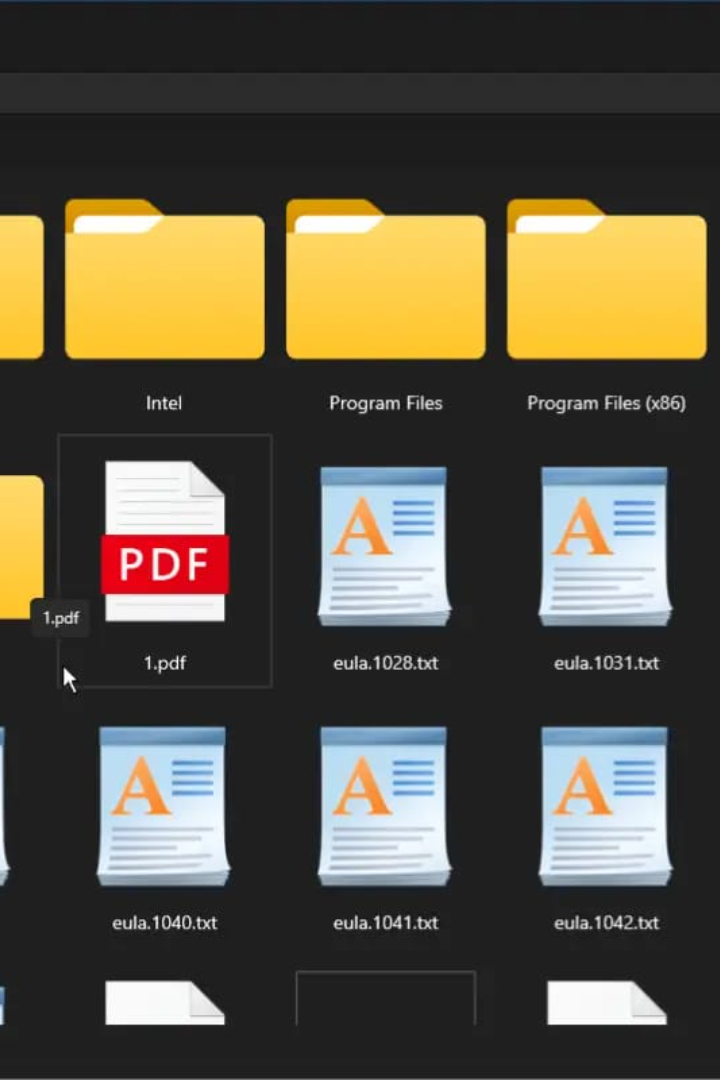 Intel
Program Files
Program Files (x86)
PDF
1.pdf
1.pdf
eula.1028.txt
eula.1031.txt
A
A
eula.1040.txt
eula.1041.txt
eula.1042.txt
A
A
A